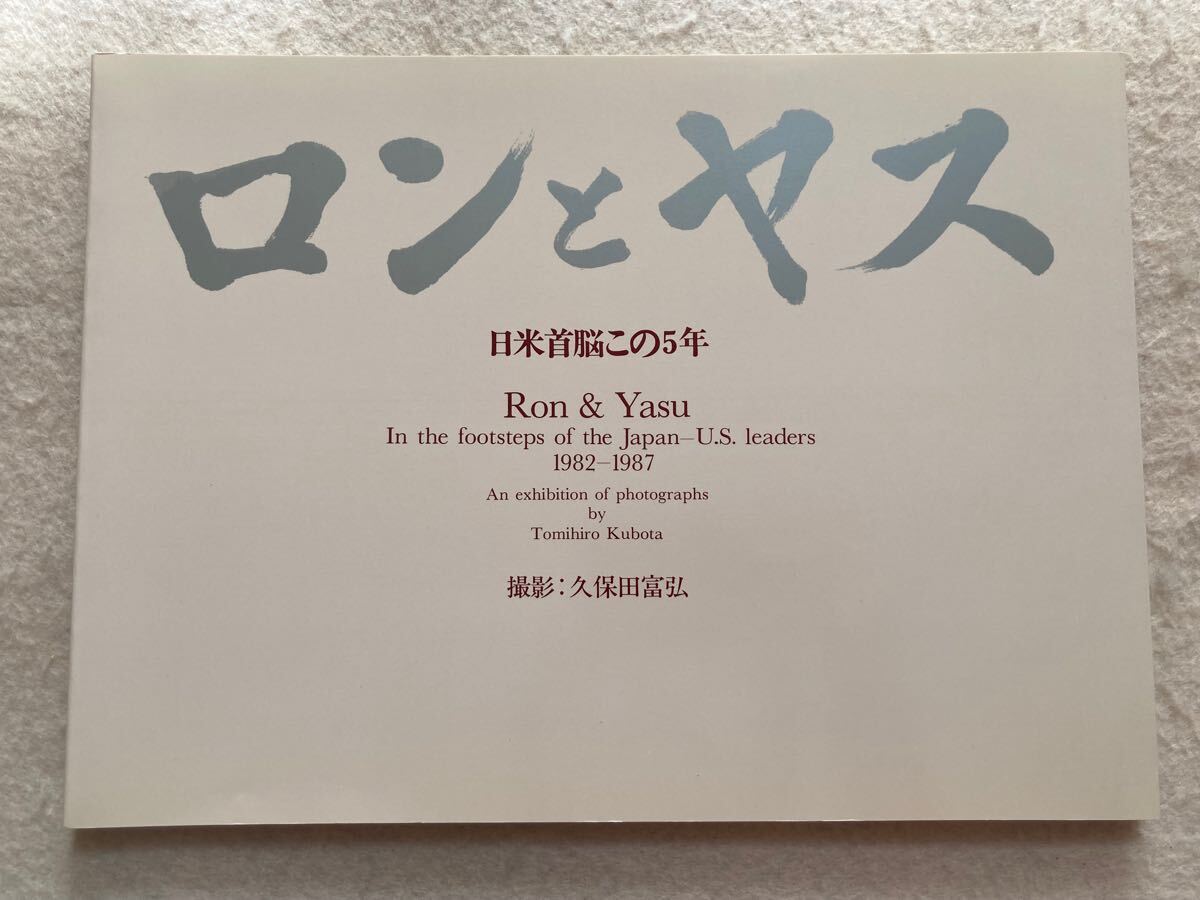 ロンとヤス
日米首脳この5年
Ron & Yasu
In the footsteps of the Japan–U.S. leaders
1982–1987
An exhibition of photographs
by
Tomihiro Kubota
撮影：久保田富弘